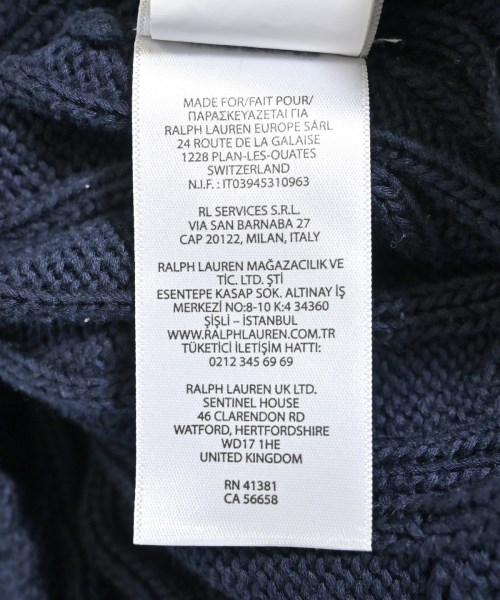 MADE FOR/FAIT POUR/
ΠΑΡΑΣΚΕΥΑΖΕΤΑΙ ΓΙΑ
RALPH LAUREN EUROPE SÀRL
24 ROUTE DE LA GALAISE
1228 PLAN-LES-OUATES
SWITZERLAND
N.I.F. : IT03945310963
RL SERVICES S.R.L.
VIA SAN BARNABA 27
CAP 20122, MILAN, ITALY
RALPH LAUREN MAĞAZACILIK VE
TİC. LTD. ŞTİ
ESENTEPE KASAP SOK. ALTINAY İŞ
MERKEZİ NO:8-10 K:4 34360
ŞİŞLİ – İSTANBUL
WWW.RALPHLAUREN.COM.TR
TÜKETİCİ İLETİŞİM HATTI:
0212 345 69 69
RALPH LAUREN UK LTD.
SENTINEL HOUSE
46 CLARENDON RD
WATFORD, HERTFORDSHIRE
WD17 1HE
UNITED KINGDOM
RN 41381
CA 56658